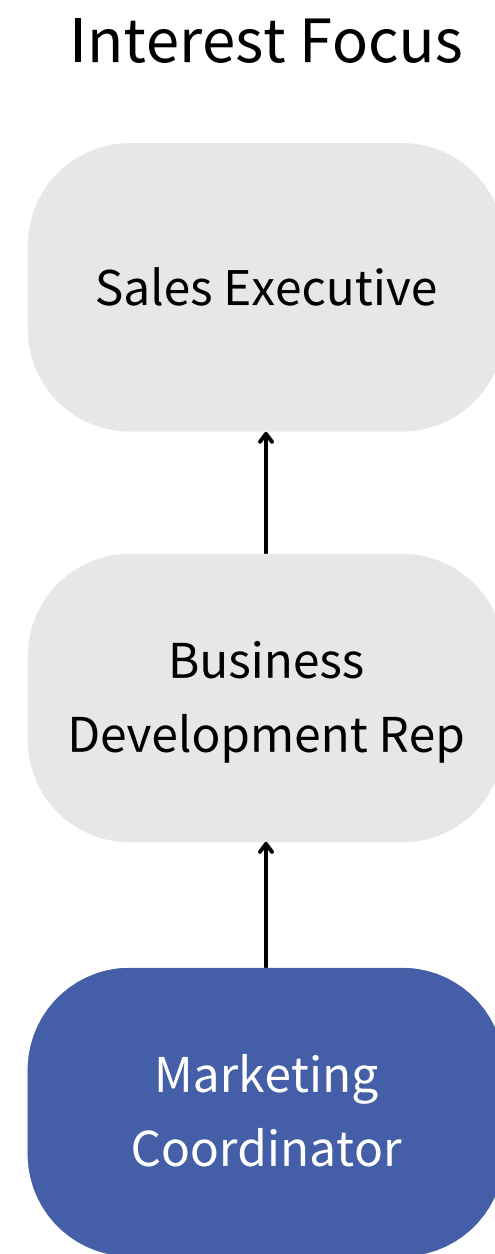 Interest Focus
Sales Executive
Business
Development Rep
Marketing
Coordinator